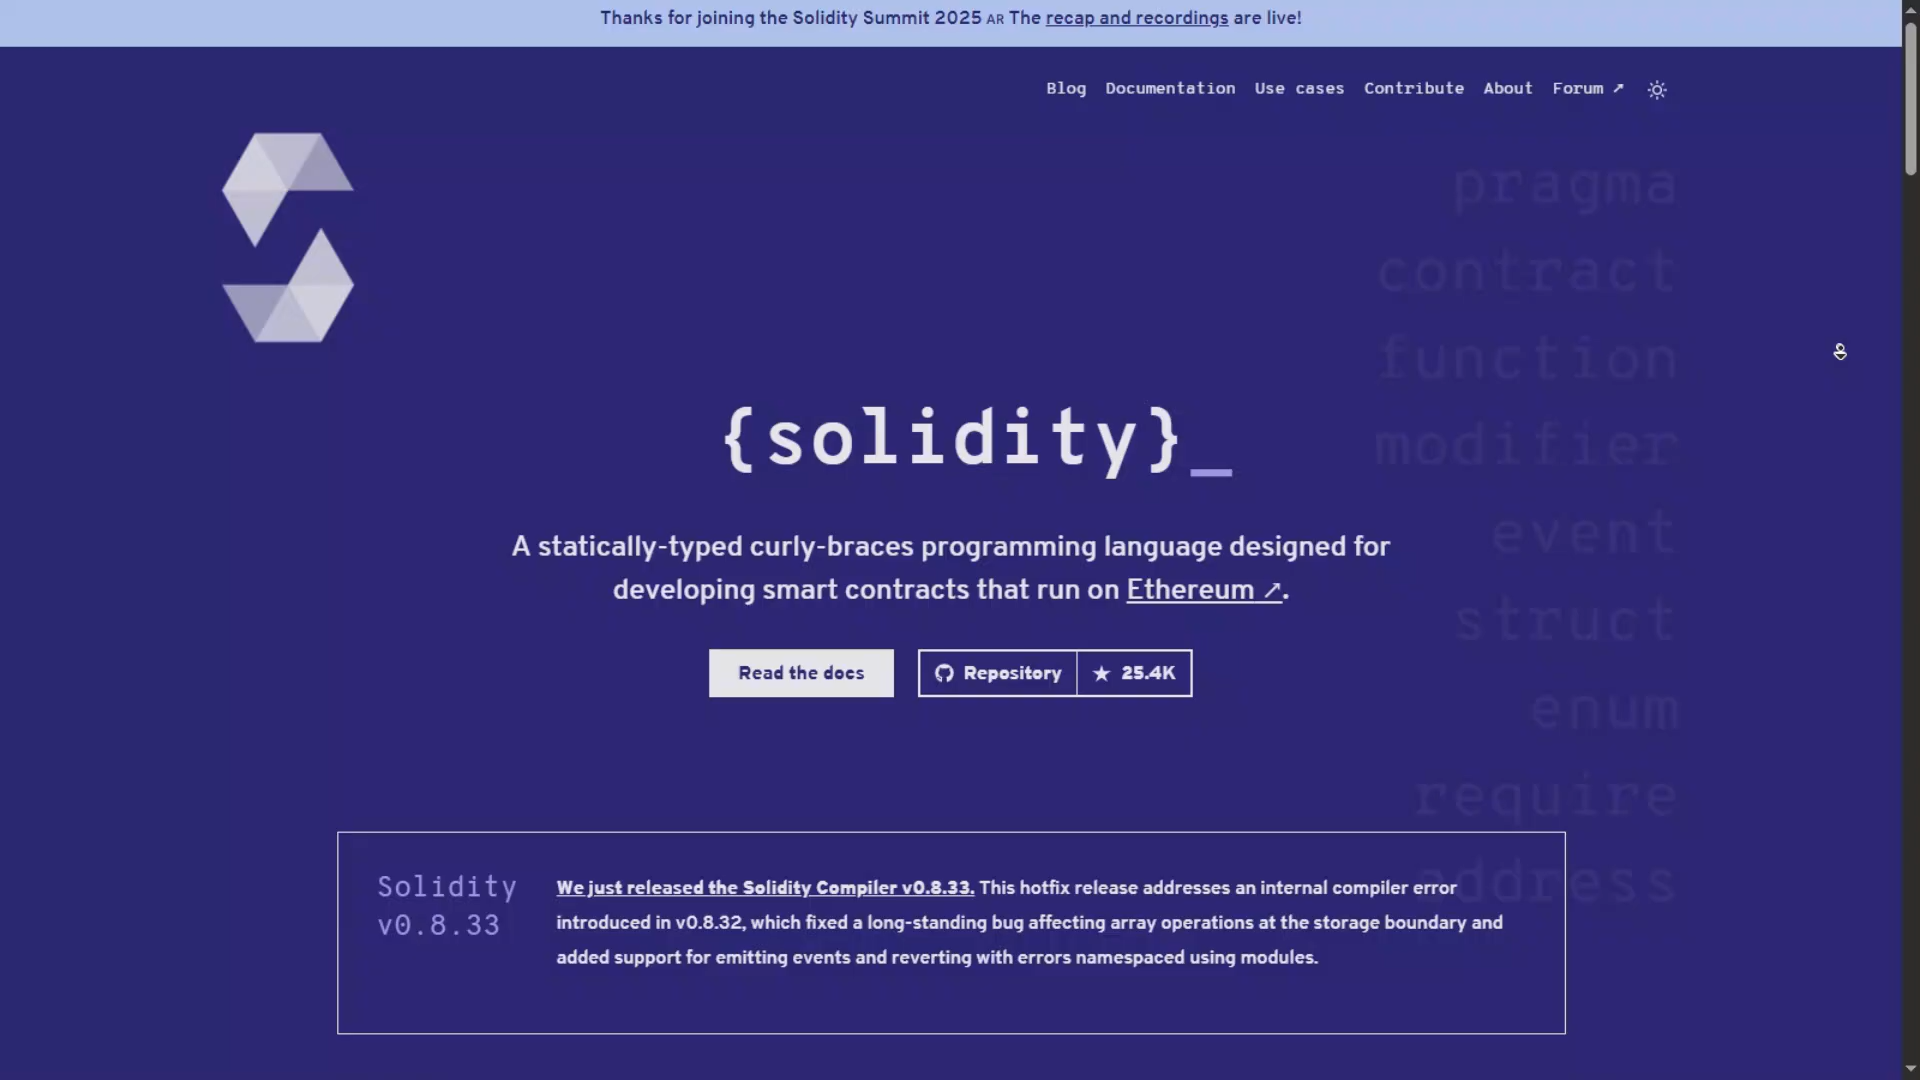 Thanks for joining the Solidity Summit 2025 AR The recap and recordings are live!
Blog Documentation Use cases Contribute About Forum ↗
pragma
contract
function
modifier
event
struct
enum
require
address
{solidity}_
A statically-typed curly-braces programming language designed for
developing smart contracts that run on Ethereum ↗.
Read the docs
Repository ★ 25.4K
Solidity
v0.8.33
We just released the Solidity Compiler v0.8.33. This hotfix release addresses an internal compiler error
introduced in v0.8.32, which fixed a long-standing bug affecting array operations at the storage boundary and
added support for emitting events and reverting with errors namespaced using modules.